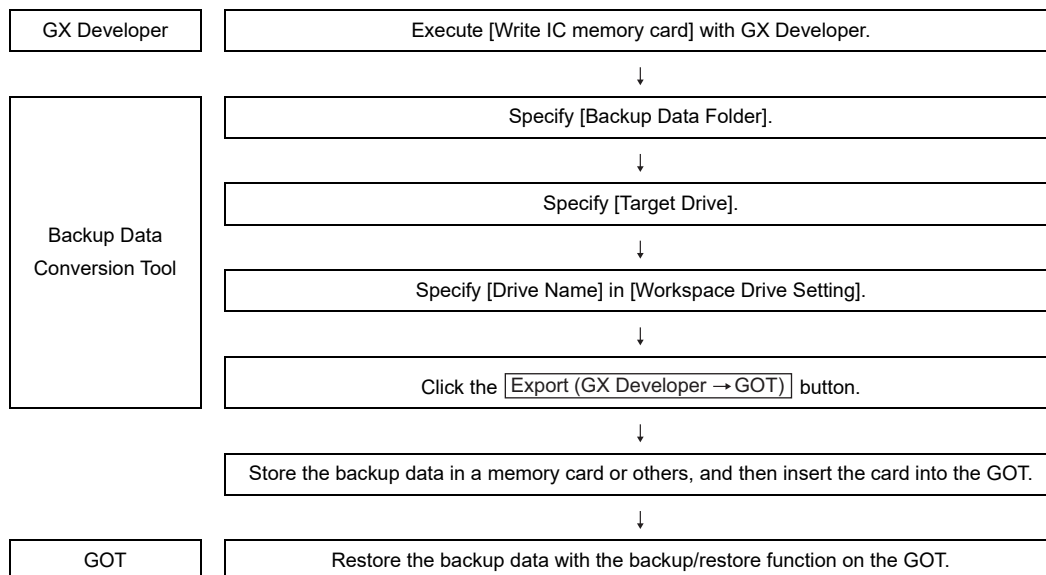 GX Developer
Execute [Write IC memory card] with GX Developer.
↓
Backup Data
Conversion Tool
Specify [Backup Data Folder].
↓
Specify [Target Drive].
↓
Specify [Drive Name] in [Workspace Drive Setting].
↓
Click the Export (GX Developer → GOT) button.
↓
Store the backup data in a memory card or others, and then insert the card into the GOT.
↓
GOT
Restore the backup data with the backup/restore function on the GOT.